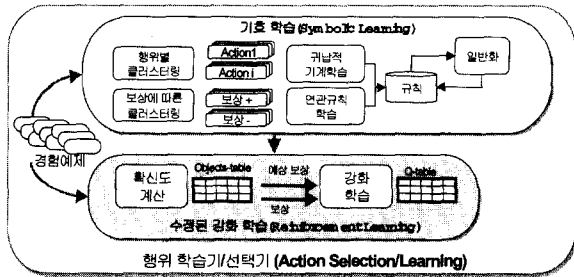 기호 학습(Symbolic Learning)
행위별
클러스터링
Action1
Action i
귀납적
기계학습
일반화
규칙
보상에 따른
클러스터링
보상 +
보상 -
연관규칙
학습
경험예제
확신도
계산
Objects-table
예상 보상
보상
강화
학습
Q-table
수정된 강화 학습(Reinforcement Learning)
행위 학습기/선택기 (Action Selection/Learning)